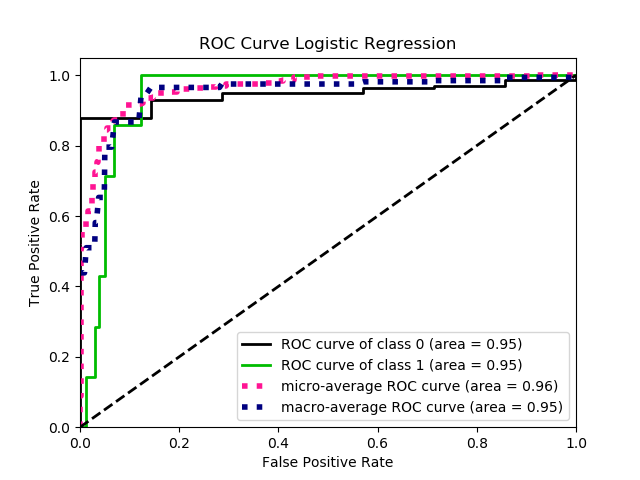 ROC Curve Logistic Regression
1.0
0.8
0.6
0.4
0.2
0.0
True Positive Rate
ROC curve of class 0 (area = 0.95)
ROC curve of class 1 (area = 0.95)
micro-average ROC curve (area = 0.96)
macro-average ROC curve (area = 0.95)
0.0 0.2 0.4 0.6 0.8 1.0
False Positive Rate